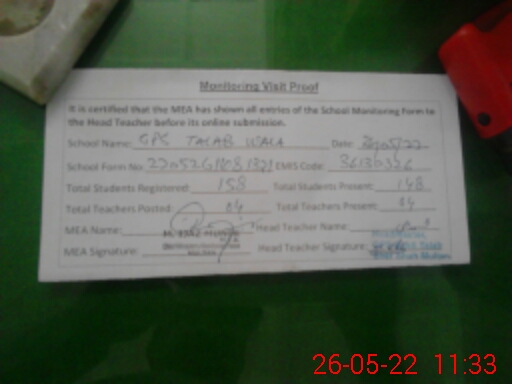 Monitoring Visit Proof
It is certified that the MEA has shown all entries of the School Monitoring Form to
the Head Teacher before its online submission.
School Name: GPS TALAB WALA Date:
School Form No: EMIS Code:
Total Students Registered: 158 Total Students Present: 148
Total Teachers Posted: 04 Total Teachers Present: 04
MEA Name: Head Teacher Name
MEA Signature: Head Teacher Signature:
26-05-22 11:33